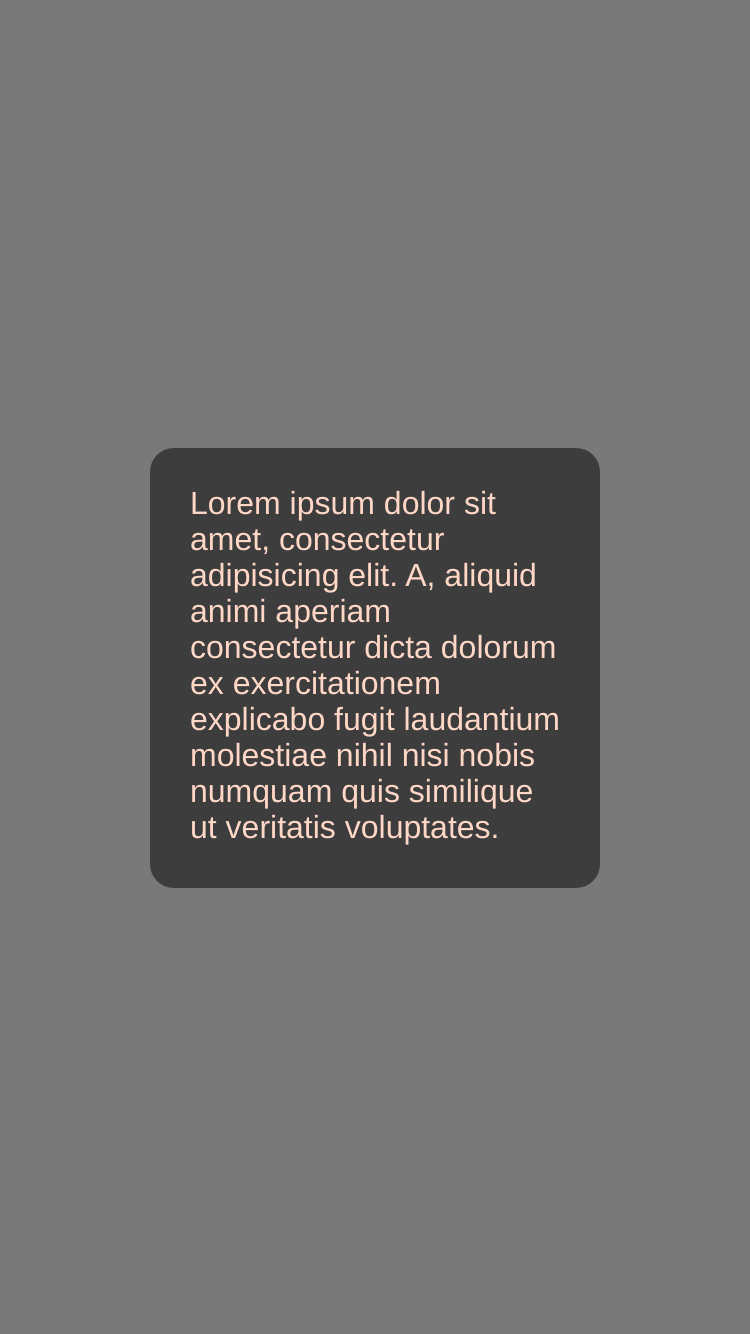 Lorem ipsum dolor sit
amet, consectetur
adipisicing elit. A, aliquid
animi aperiam
consectetur dicta dolorum
ex exercitationem
explicabo fugit laudantium
molestiae nihil nisi nobis
numquam quis similique
ut veritatis voluptates.